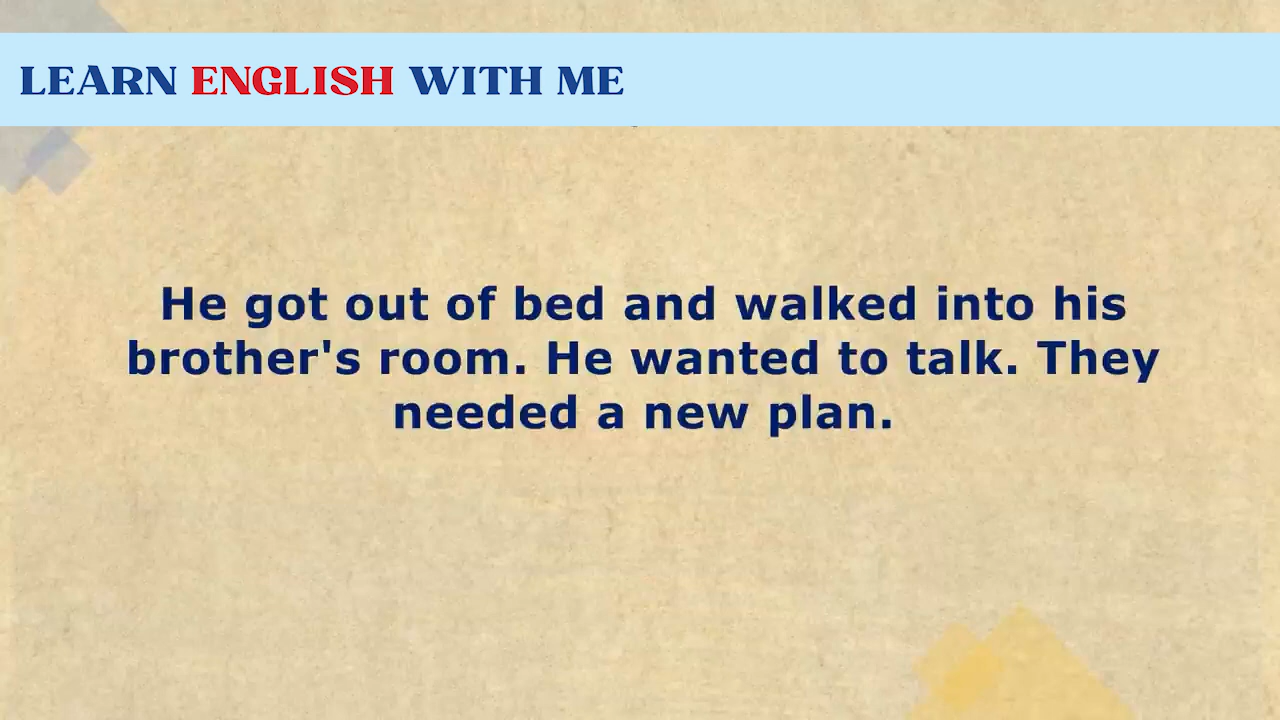 LEARN ENGLISH WITH ME
He got out of bed and walked into his
brother's room. He wanted to talk. They
needed a new plan.